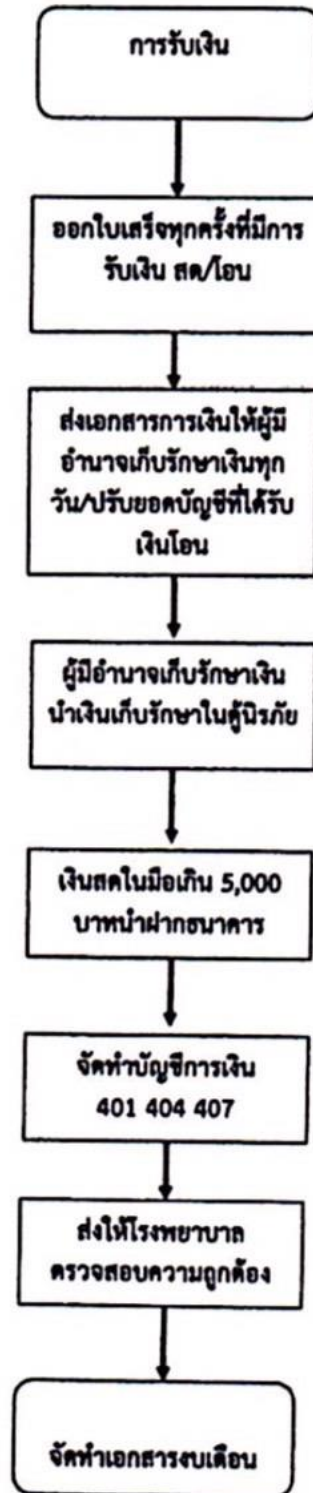 การรับเงิน
ออกใบเสร็จทุกครั้งที่มีการ
รับเงิน สด/โอน
ส่งเอกสารการเงินให้ผู้มี
อำนาจเก็บรักษาเงินทุก
วัน/ปรับยอดบัญชีที่ได้รับ
เงินโอน
ผู้มีอำนาจเก็บรักษาเงิน
นำเงินเก็บรักษาในตู้นิรภัย
เงินสดในมือเกิน 5,000
บาทนำฝากธนาคาร
จัดทำบัญชีการเงิน
401 404 407
ส่งให้โรงพยาบาล
ตรวจสอบความถูกต้อง
จัดทำเอกสารงบเดือน